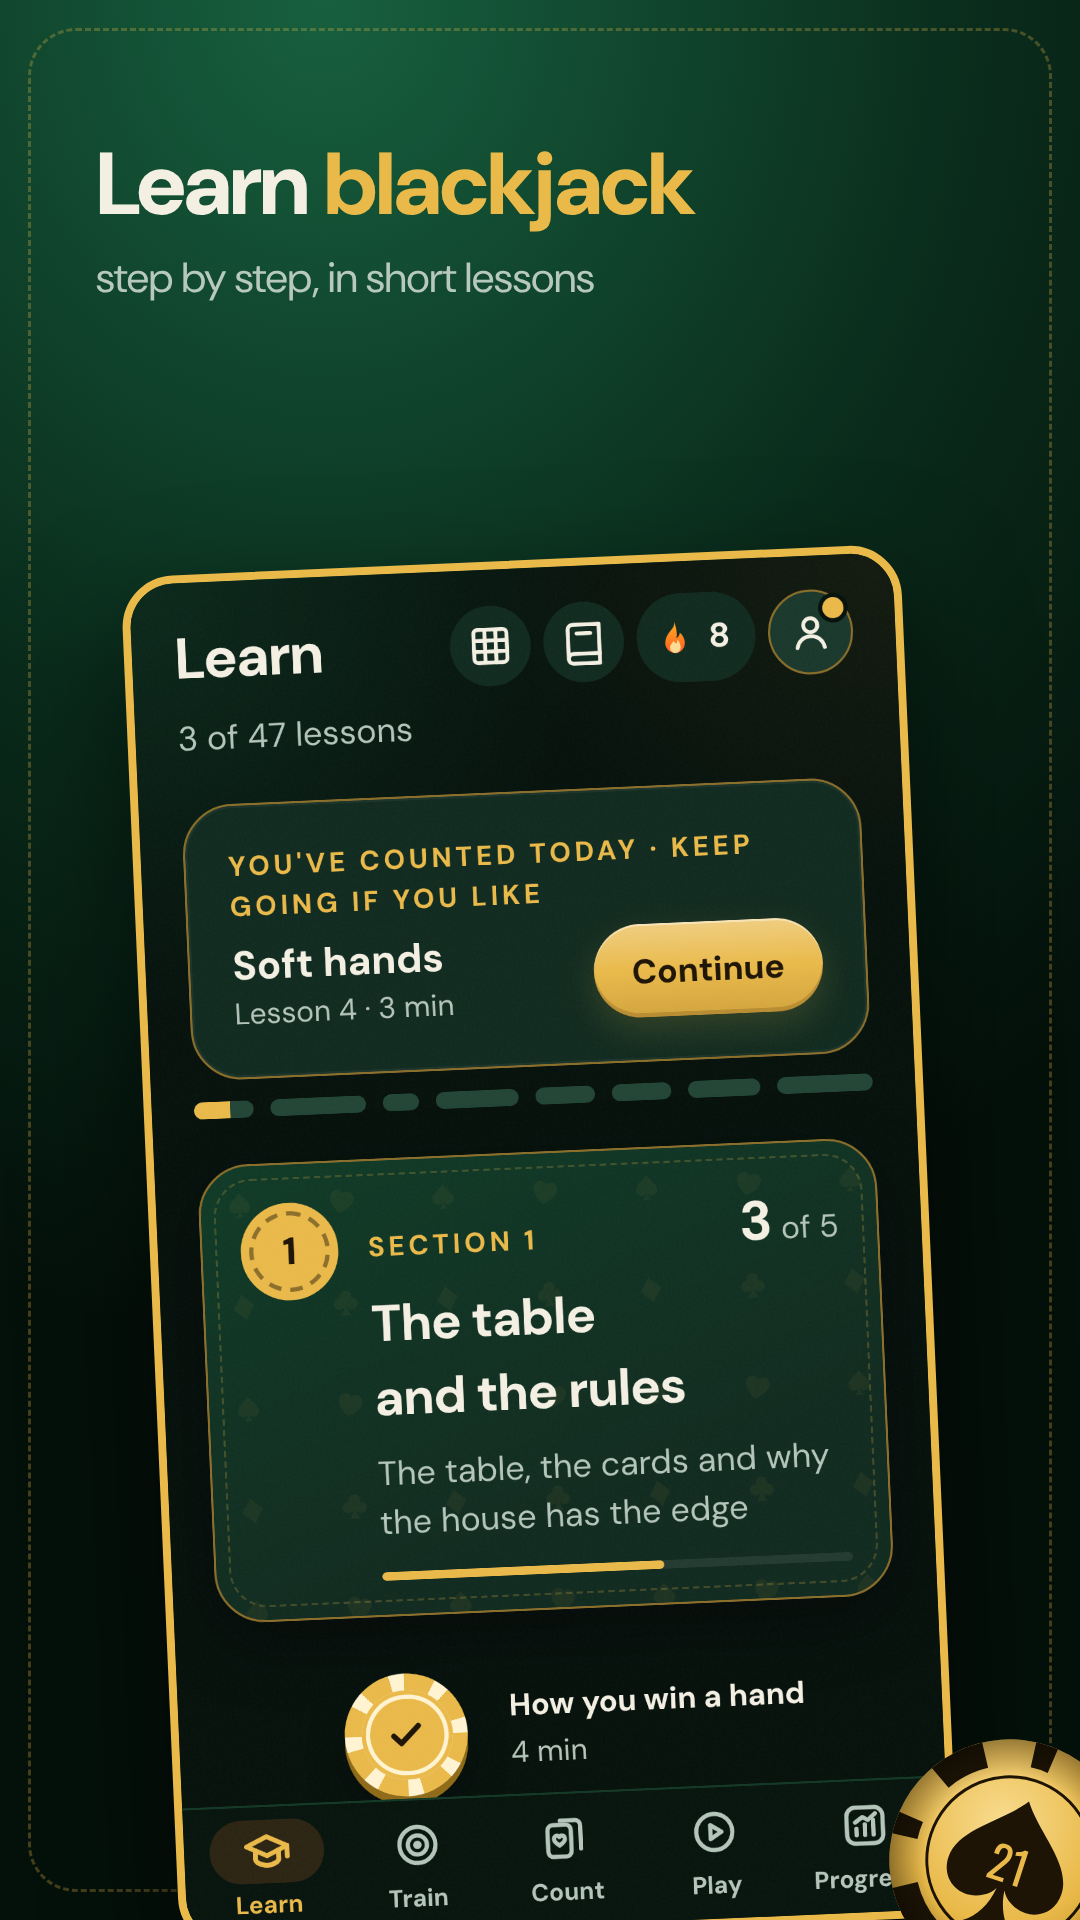 Learn blackjack
step by step, in short lessons
Learn
8
3 of 47 lessons
YOU'VE COUNTED TODAY · KEEP
GOING IF YOU LIKE
Soft hands
Lesson 4 · 3 min
Continue
1
SECTION 1
3 of 5
The table
and the rules
The table, the cards and why
the house has the edge
How you win a hand
4 min
Learn
Train
Count
Play
Progre
21